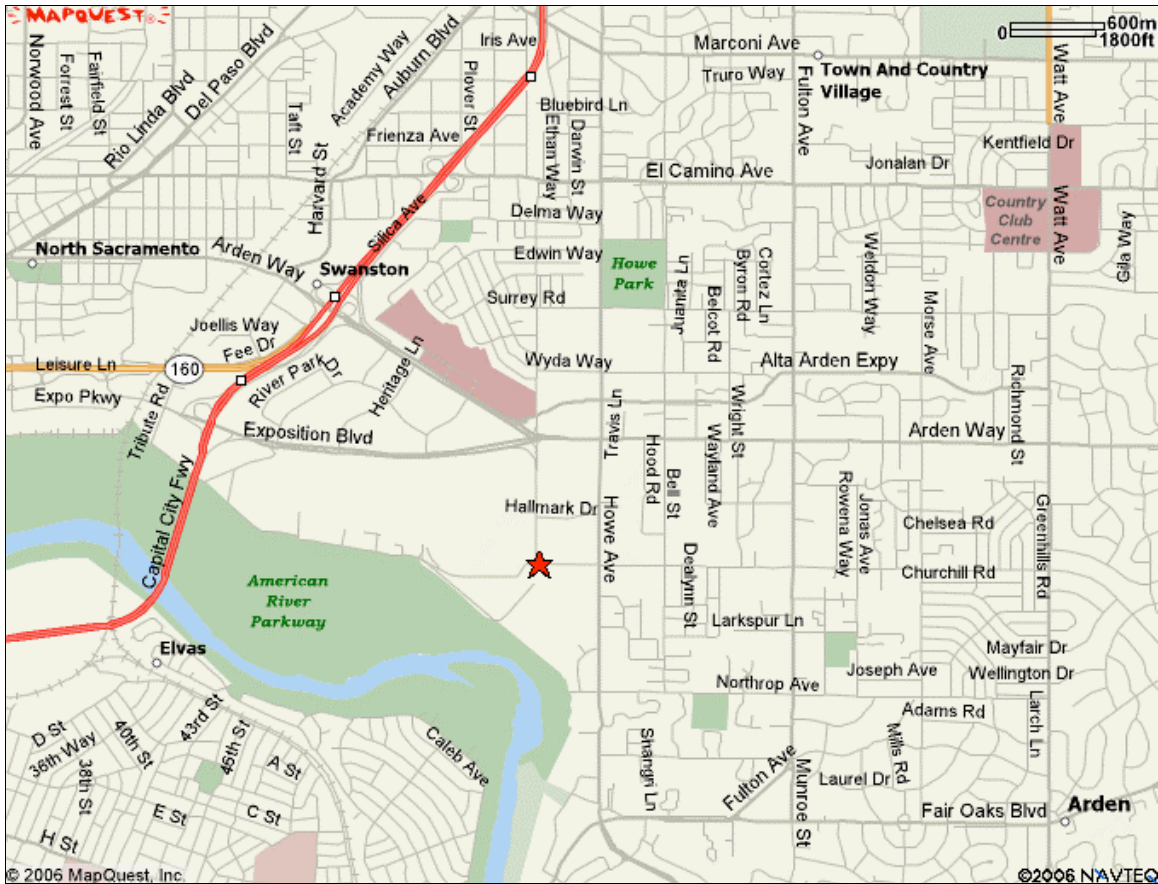 MAPQUEST®
600m
0
1800ft
Iris Ave
Marconi Ave
Town And Country
Village
Truro Way
Fulton Ave
Watt Ave
Norwood Ave
Forrest St
Fairfield St
Rio Linda Blvd
Del Paso Blvd
Academy Way
Auburn Blvd
Plover St
Taft St
Frienza Ave
Bluebird Ln
Ethan Way
Darwin St
Kentfield Dr
Jonalan Dr
El Camino Ave
Harvard St
Silica Ave
Delma Way
Country
Club
Centre
Watt Ave
Gila Way
North Sacramento
Arden Way
Swanston
Edwin Way
Howe
Park
Juanita Ln
Belcot Rd
Byron Rd
Cortez Ln
Weldon Way
Morse Ave
Surrey Rd
Joellis Way
Fee Dr
Leisure Ln
160
River Park Dr
Heritage Ln
Wyda Way
Alta Arden Expy
Expo Pkwy
Tribute Rd
Exposition Blvd
Travis Ln
Wright St
Richmond St
Arden Way
Hood Rd
Bell St
Wayland Ave
Capital City Fwy
Hallmark Dr
Howe Ave
Rowena Way
Jonas Ave
Chelsea Rd
Greenhills Rd
Churchill Rd
American
River
Parkway
Dealynn St
Larkspur Ln
Elvas
Mayfair Dr
Joseph Ave
Wellington Dr
Northrop Ave
Adams Rd
Larch Ln
D St
36th Way
38th St
40th St
43rd St
46th St
A St
Caleb Ave
Shangri Ln
Fulton Ave
Munroe St
Mills Rd
Laurel Dr
E St
C St
H St
Fair Oaks Blvd
Arden
© 2006 MapQuest, Inc.
©2006 NAVTEQ